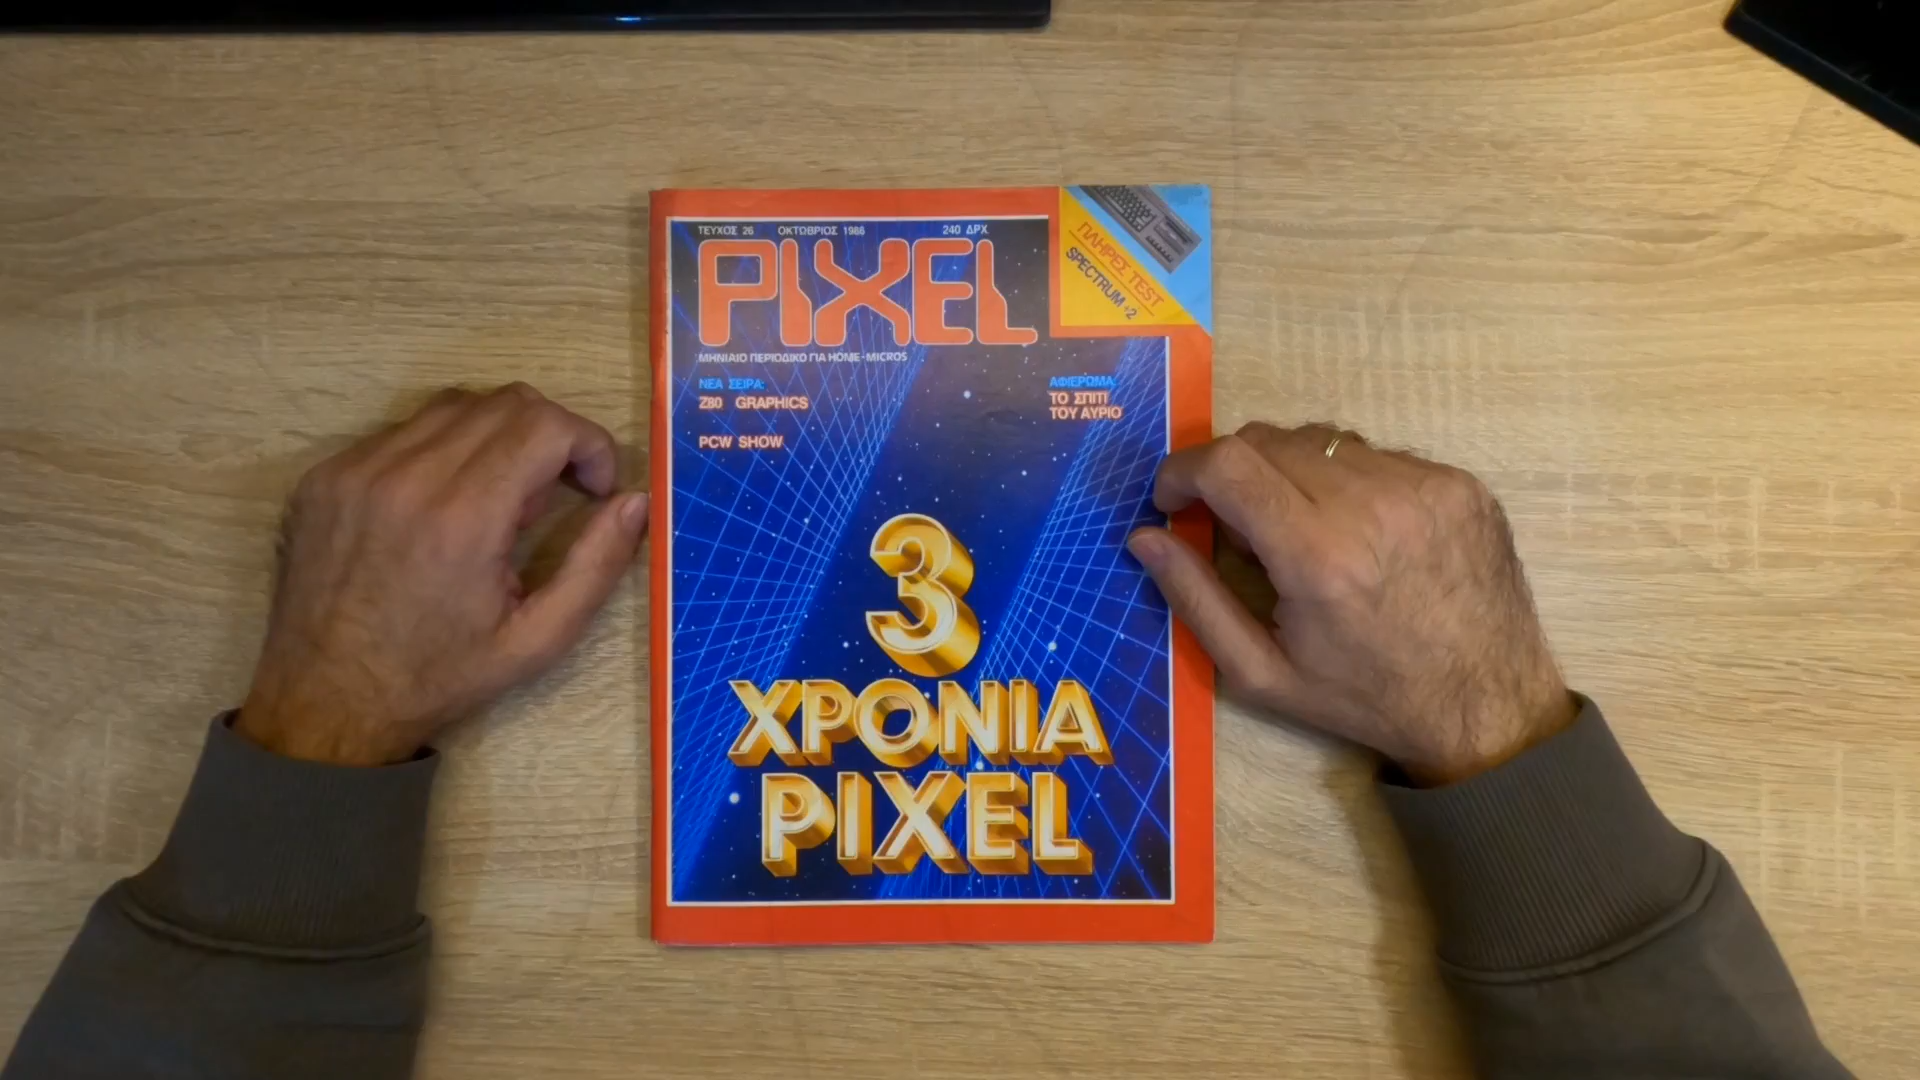 ΤΕΥΧΟΣ 26 ΟΚΤΩΒΡΙΟΣ 1986 240 ΔΡΧ.
PIXEL
ΜΗΝΙΑΙΟ ΠΕΡΙΟΔΙΚΟ ΓΙΑ HOME-MICROS
ΠΛΗΡΕΣ TEST
SPECTRUM +2
ΝΕΑ ΣΕΙΡΑ:
Z80 GRAPHICS
PCW SHOW
ΑΦΙΕΡΩΜΑ:
ΤΟ ΣΠΙΤΙ
ΤΟΥ ΑΥΡΙΟ
3
ΧΡΟΝΙΑ
PIXEL